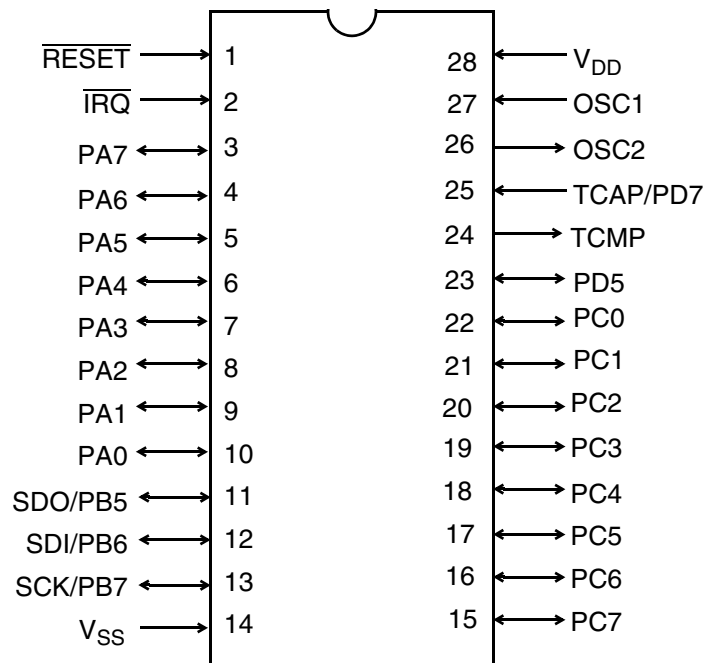 RESET 1 28 VDD
IRQ 2 27 OSC1
PA7 3 26 OSC2
PA6 4 25 TCAP/PD7
PA5 5 24 TCMP
PA4 6 23 PD5
PA3 7 22 PC0
PA2 8 21 PC1
PA1 9 20 PC2
PA0 10 19 PC3
SDO/PB5 11 18 PC4
SDI/PB6 12 17 PC5
SCK/PB7 13 16 PC6
VSS 14 15 PC7